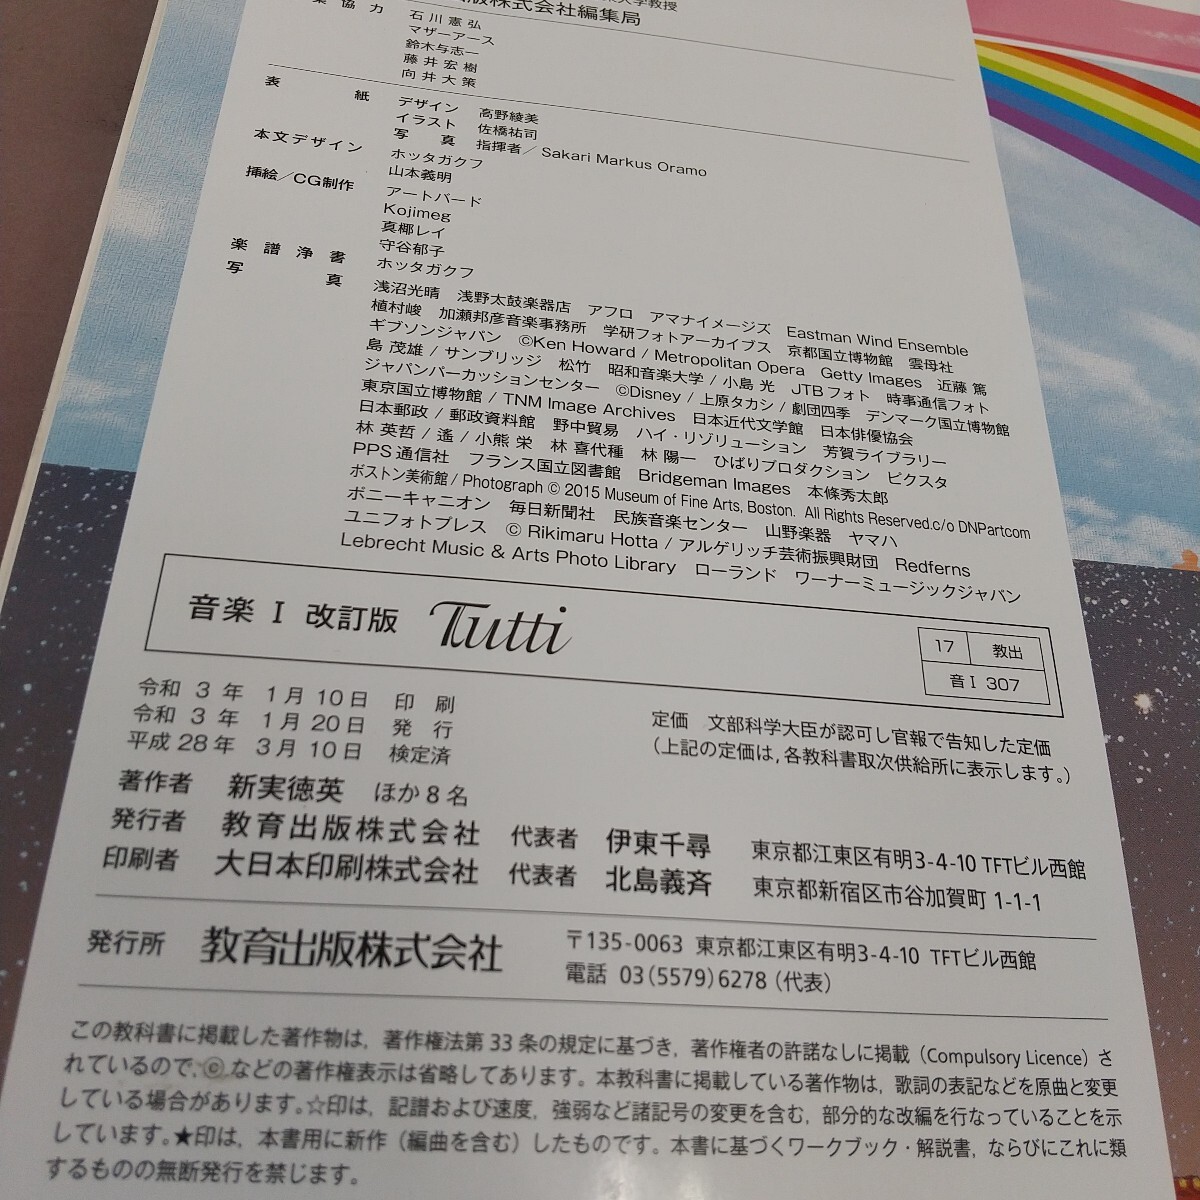 大学教授
版株式会社編集局
楽 協 力 石 川 憲 弘
マザーアース
鈴木与志一
藤 井 宏 樹
向 井 大 策
表 紙 デザイン 高野綾美
イラスト 佐橋祐司
写 真 指揮者／ Sakari Markus Oramo
本文デザイン ホッタガクフ
山本義明
挿絵／CG制作 アートバード
Kojimeg
真梛レイ
守谷郁子
楽 譜 浄 書 ホッタガクフ
写 真 浅沼光晴 浅野太鼓楽器店 アフロ アマナイメージズ Eastman Wind Ensemble
植村峻 加瀬邦彦音楽事務所 学研フォトアーカイブス 京都国立博物館 雲母社
ギブソンジャパン ©Ken Howard / Metropolitan Opera Getty Images 近藤 篤
島 茂雄 / サンブリッジ 松竹 昭和音楽大学 / 小島 光 JTBフォト 時事通信フォト
ジャパンパーカッションセンター ©Disney / 上原タカシ / 劇団四季 デンマーク国立博物館
東京国立博物館 / TNM Image Archives 日本近代文学館 日本俳優協会
日本郵政 / 郵政資料館 野中貿易 ハイ・リゾリューション 芳賀ライブラリー
林 英哲 / 遙 / 小熊 栄 林 喜代種 林 陽一 ひばりプロダクション ピクスタ
PPS通信社 フランス国立図書館 Bridgeman Images 本條秀太郎
ボストン美術館 / Photograph © 2015 Museum of Fine Arts, Boston. All Rights Reserved.c/o DNPartcom
ボニーキャニオン 毎日新聞社 民族音楽センター 山野楽器 ヤマハ
ユニフォトプレス © Rikimaru Hotta / アルゲリッチ芸術振興財団 Redferns
Lebrecht Music & Arts Photo Library ローランド ワーナーミュージックジャパン
音楽 Ⅰ 改訂版 Tutti
17 教出
音Ⅰ 307
令和 3 年 1 月 10 日 印 刷
令和 3 年 1 月 20 日 発 行
平成 28 年 3 月 10 日 検定済
定価 文部科学大臣が認可し官報で告知した定価
（上記の定価は，各教科書取次供給所に表示します。）
著作者 新実徳英 ほか 8 名
発行者 教育出版株式会社 代表者 伊東千尋 東京都江東区有明3-4-10 TFTビル西館
印刷者 大日本印刷株式会社 代表者 北島義斉 東京都新宿区市谷加賀町 1-1-1
発行所 教育出版株式会社 〒135-0063 東京都江東区有明3-4-10 TFTビル西館
電話 03 (5579) 6278 (代表)
この教科書に掲載した著作物は，著作権法第 33 条の規定に基づき，著作権者の許諾なしに掲載（Compulsory Licence）さ
れているので，ⓒ などの著作権表示は省略してあります。本教科書に掲載している著作物は，歌詞の表記などを原曲と変更
している場合があります。☆印は，記譜および速度，強弱など諸記号の変更を含む，部分的な改編を行なっていることを示
しています。★印は，本書用に新作（編曲を含む）したものです。本書に基づくワークブック・解説書，ならびにこれに類
するものの無断発行を禁じます。